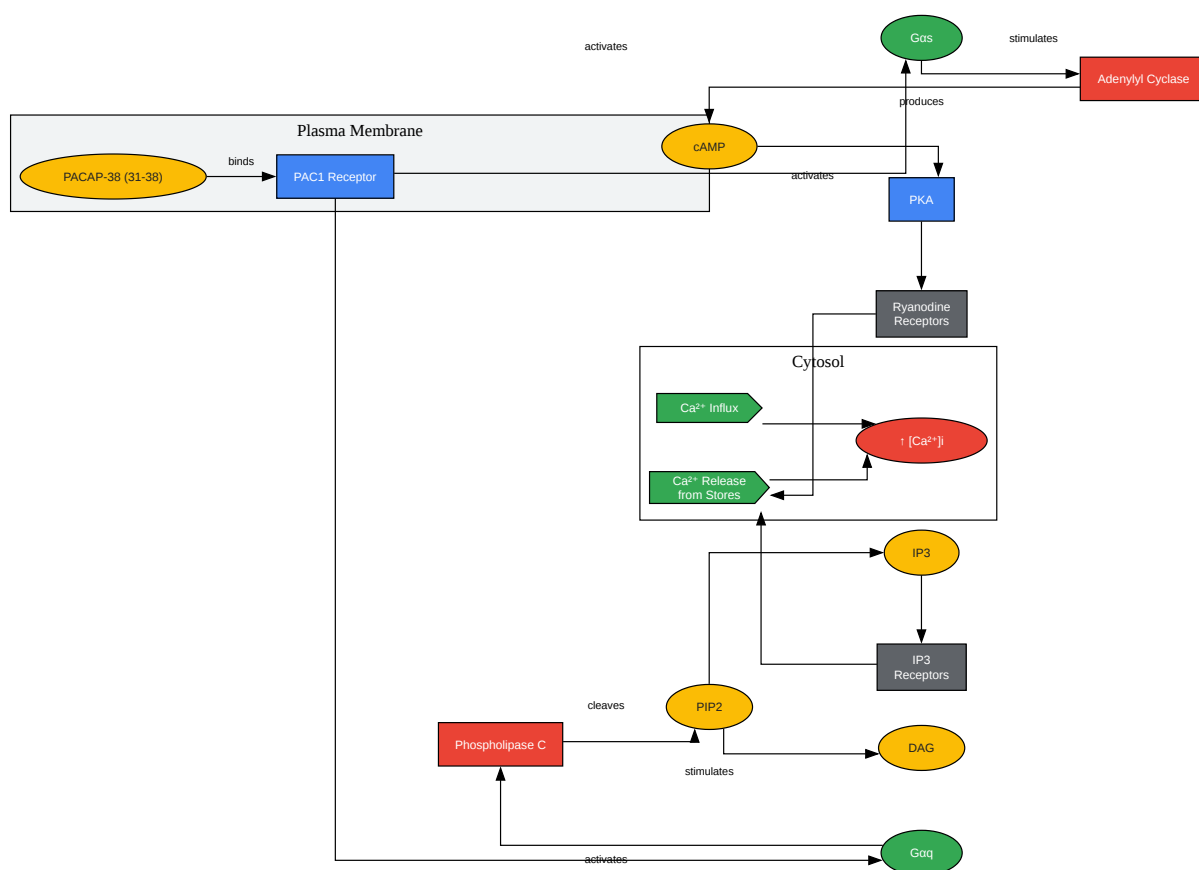 Gαs
stimulates
activates
Adenylyl Cyclase
produces
Plasma Membrane
cAMP
binds
PACAP-38 (31-38)
PAC1 Receptor
activates
PKA
Ryanodine
Receptors
Cytosol
Ca²⁺ Influx
↑ [Ca²⁺]i
Ca²⁺ Release
from Stores
IP3
IP3
Receptors
cleaves
PIP2
Phospholipase C
DAG
stimulates
Gαq
activates